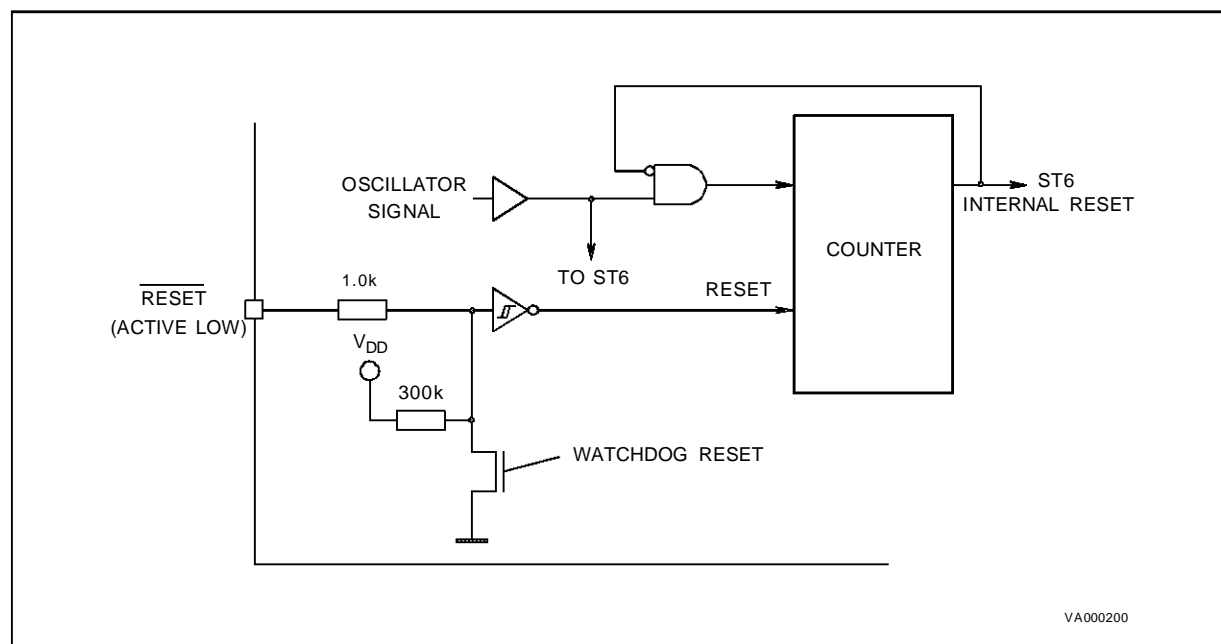 OSCILLATOR
SIGNAL
TO ST6
ST6
INTERNAL RESET
COUNTER
RESET
(ACTIVE LOW)
1.0k
RESET
VDD
300k
WATCHDOG RESET
VA000200